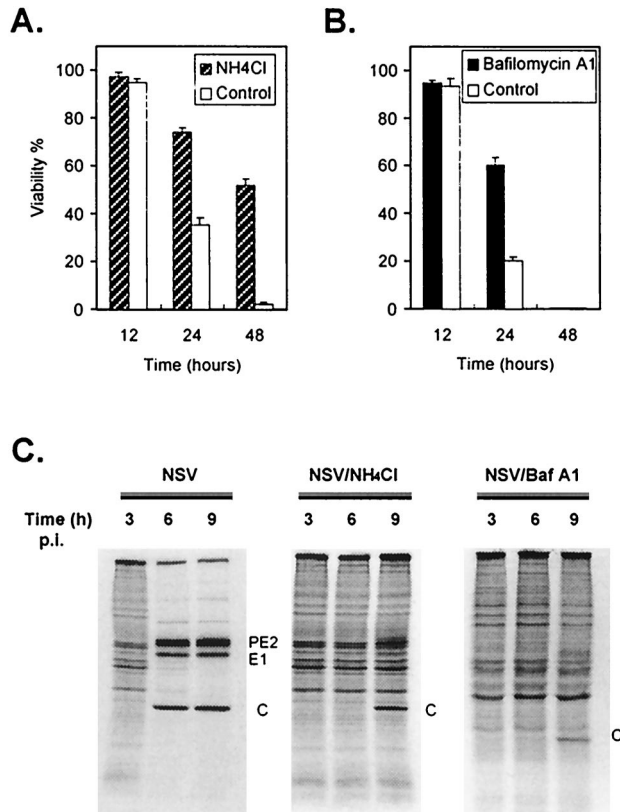 A.
B.
NH4Cl
Control
Bafilomycin A1
Control
Viability %
100
80
60
40
20
0
12
24
48
Time (hours)
100
80
60
40
20
0
12
24
48
Time (hours)
C.
NSV
NSV/NH4Cl
NSV/Baf A1
Time (h)
p.i.
3 6 9
3 6 9
3 6 9
PE2
E1
C
C
C